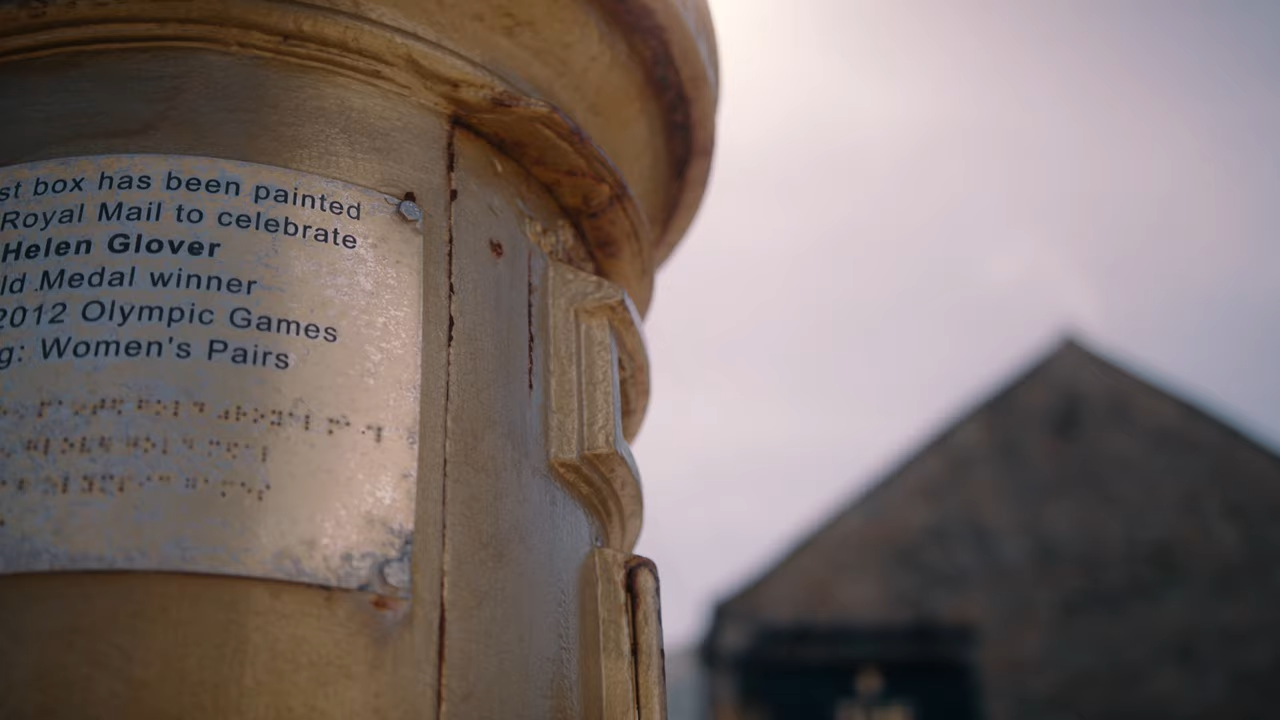 st box has been painted
Royal Mail to celebrate
Helen Glover
ld Medal winner
2012 Olympic Games
g: Women's Pairs